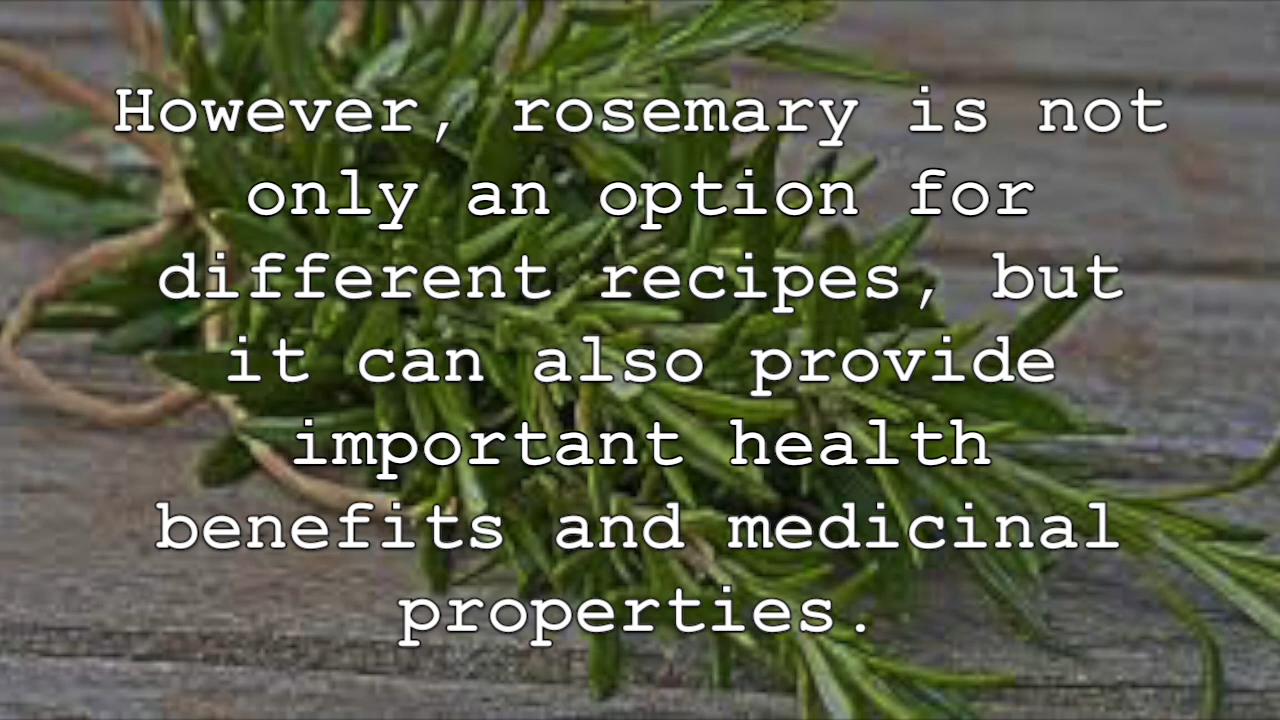 However, rosemary is not
only an option for
different recipes, but
it can also provide
important health
benefits and medicinal
properties.